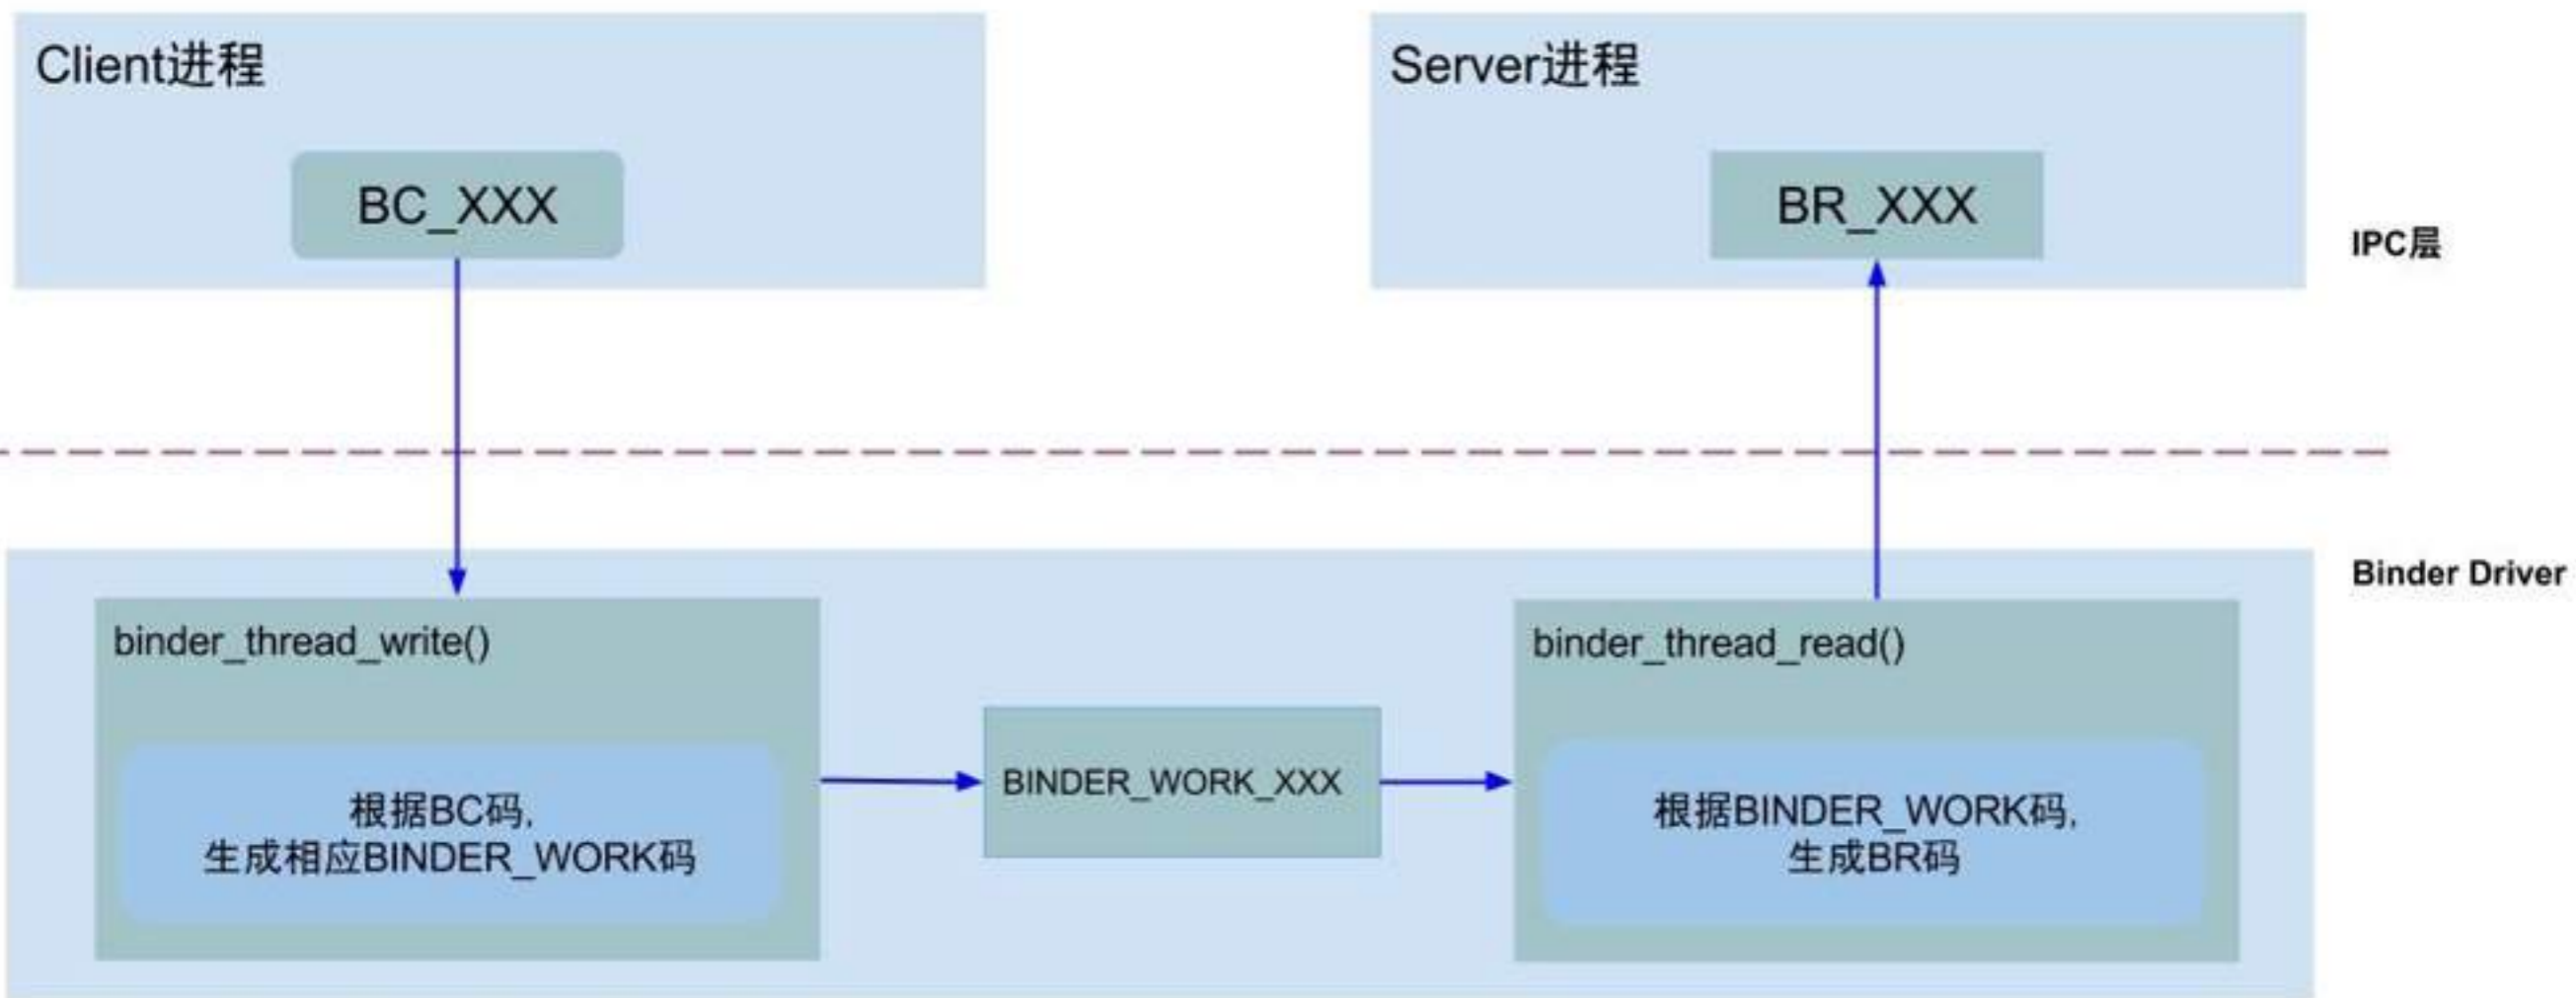 Client进程
Server进程
BC_XXX
BR_XXX
IPC层
Binder Driver
binder_thread_write()
binder_thread_read()
BINDER_WORK_XXX
根据BC码,
生成相应BINDER_WORK码
根据BINDER_WORK码,
生成BR码